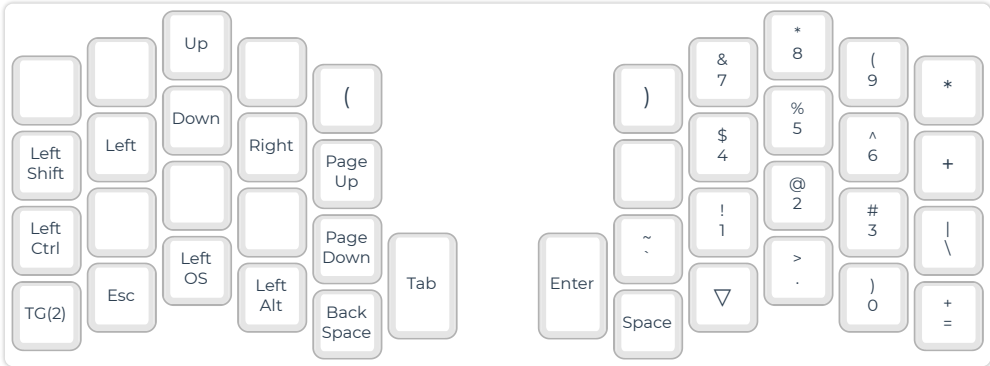 Up
(
)
&
7
*
8
(
9
*
Left
Shift
Left
Down
Right
Page
Up
$
4
%
5
^
6
+
Left
Ctrl
Page
Down
~
`
!
1
@
2
#
3
|
\
TG(2)
Esc
Left
OS
Left
Alt
Back
Space
Tab
Enter
Space
▽
>
.
)
0
+
=